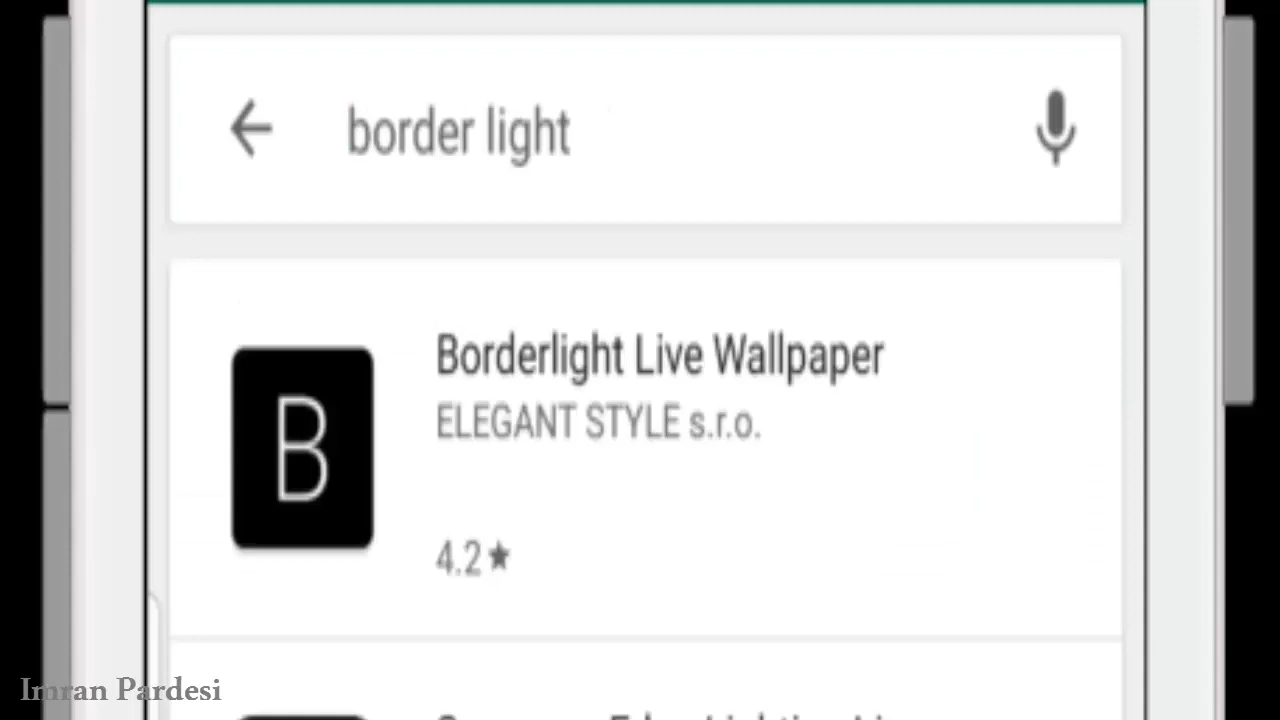 border light
B
Borderlight Live Wallpaper
ELEGANT STYLE s.r.o.
4.2★
Imran Pardesi